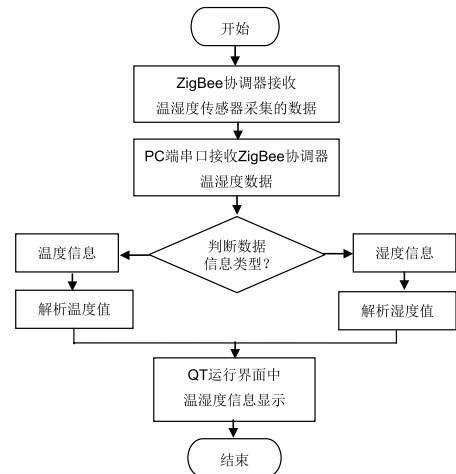 开始
ZigBee协调器接收
温湿度传感器采集的数据
PC端串口接收ZigBee协调器
温湿度数据
判断数据
信息类型?
温度信息
湿度信息
解析温度值
解析湿度值
QT运行界面中
温湿度信息显示
结束